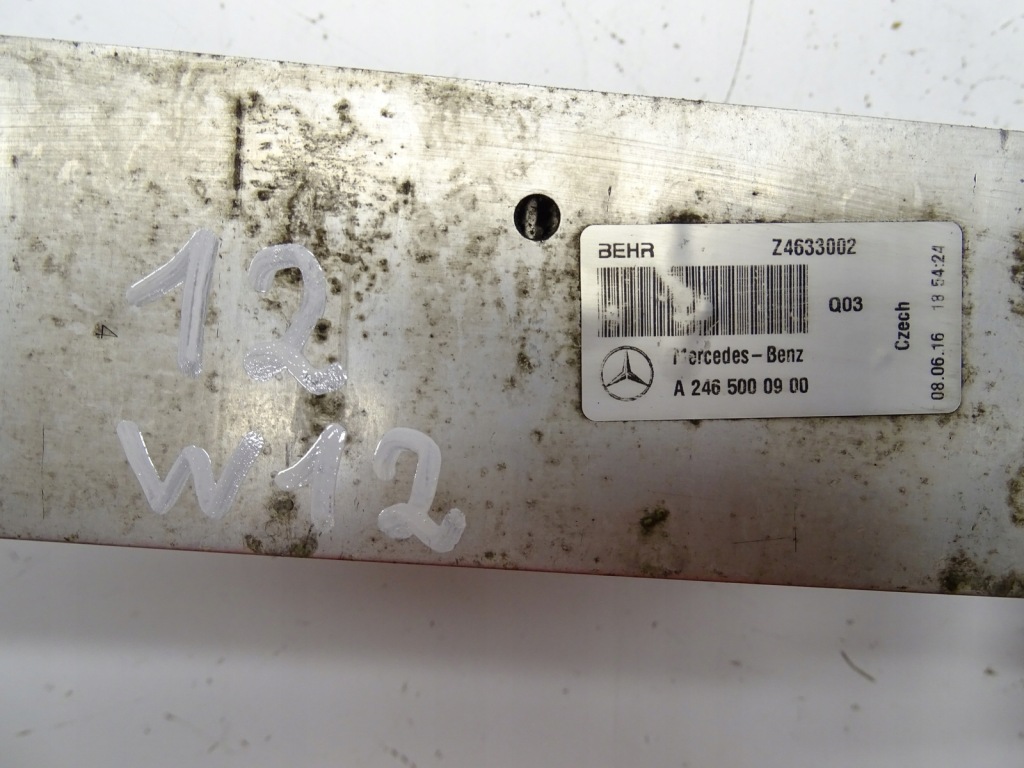 12
W12
BEHR Z4633002
Q03
Mercedes-Benz
A 246 500 09 00
Czech
08.06.16 18 54:24